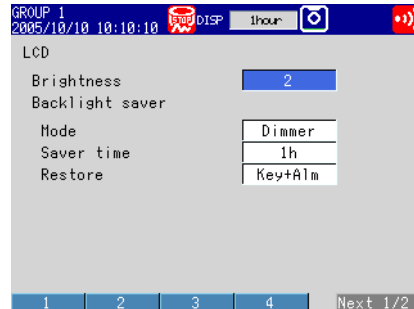 GROUP 1
2005/10/10 10:10:10 STOP DISP 1hour
LCD
Brightness 2
Backlight saver
Mode Dimmer
Saver time 1h
Restore Key+Alm
1 2 3 4 Next 1/2